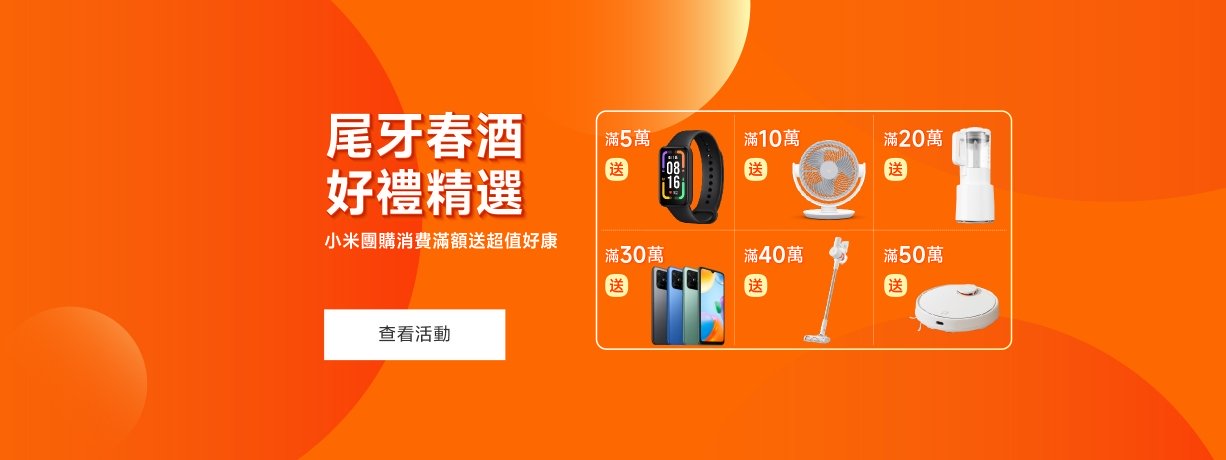 尾牙春酒
好禮精選
小米團購消費滿額送超值好康
查看活動
滿5萬
送
滿10萬
送
滿20萬
送
滿30萬
送
滿40萬
送
滿50萬
送
08
16